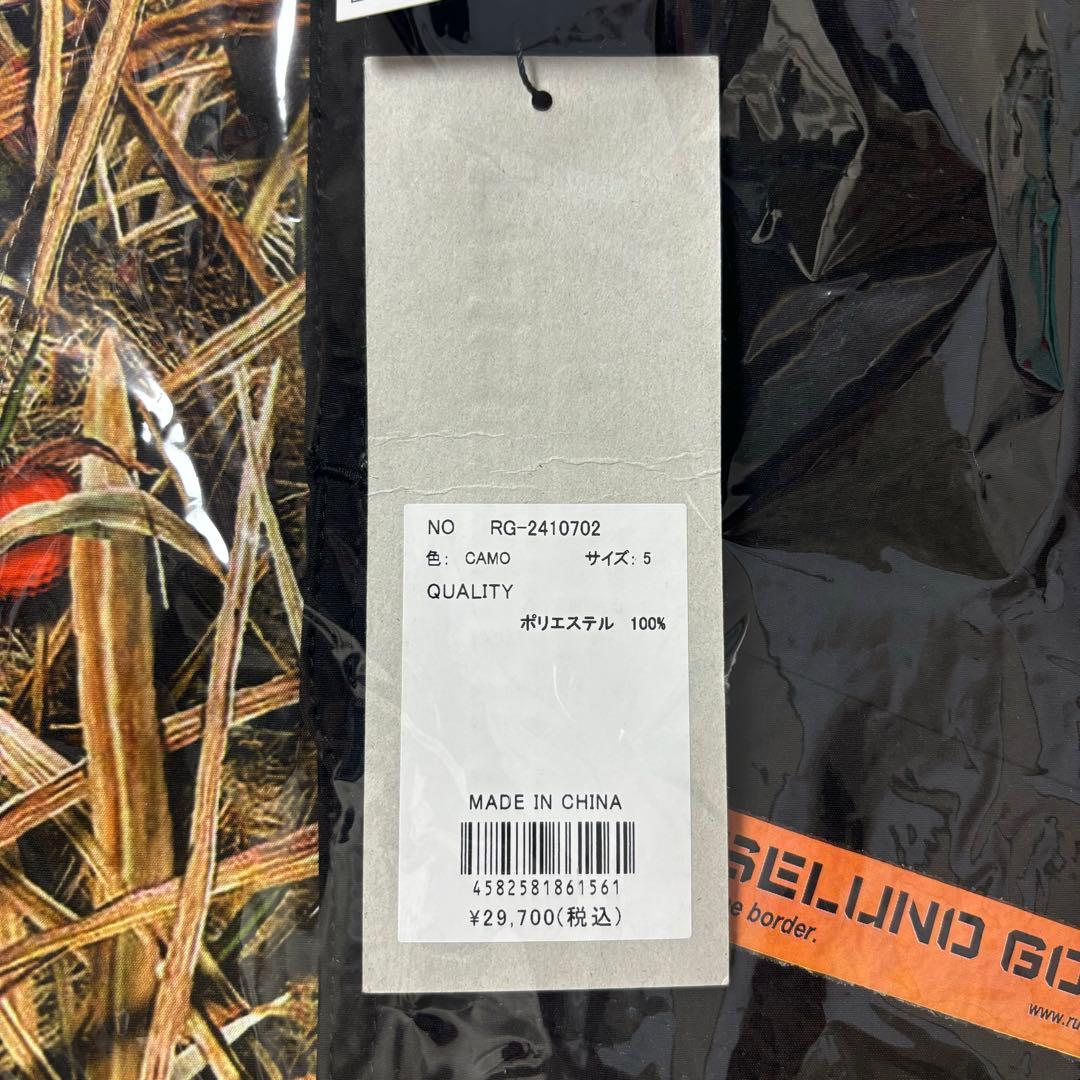 NO RG-2410702
色: CAMO サイズ: 5
QUALITY
ポリエステル 100%
MADE IN CHINA
4582581861561
¥29,700(税込)
SELUNO GO
border.
www.ru